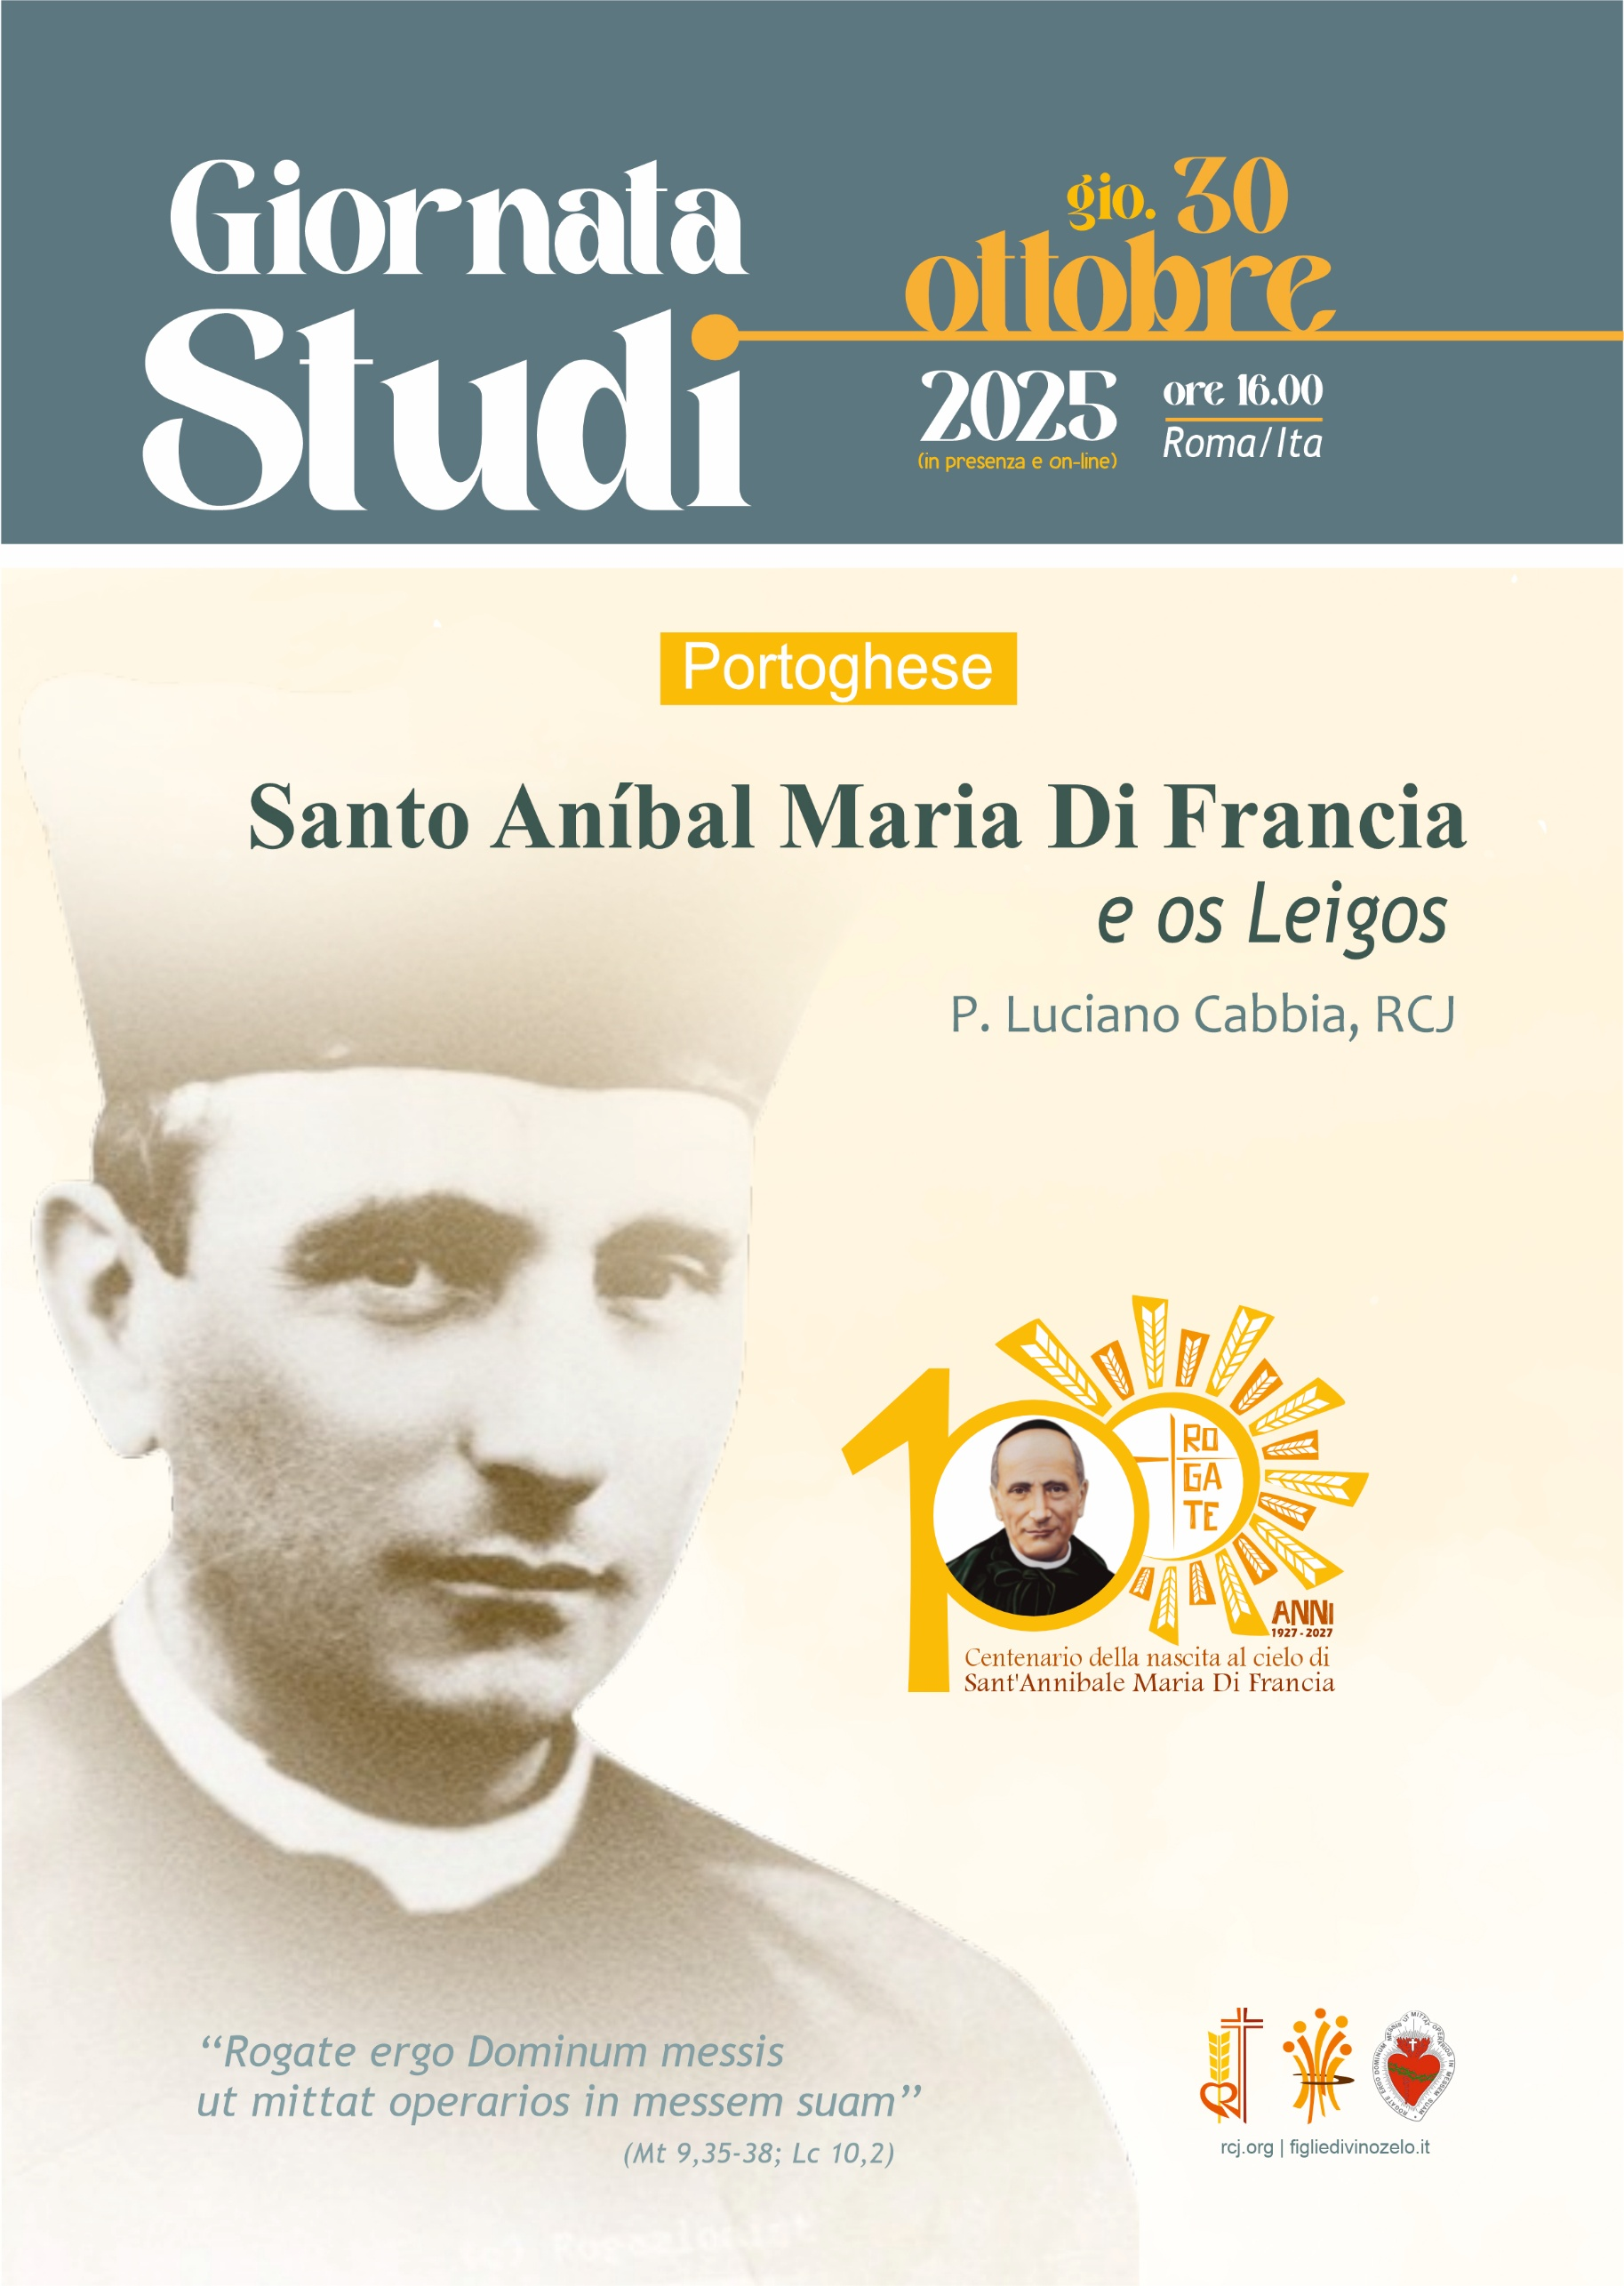 Giornata
Studi
gio. 30
ottobre
2025
(in presenza e on-line)
ore 16.00
Roma/Ita
Portoghese
Santo Aníbal Maria Di Francia
e os Leigos
P. Luciano Cabbia, RCJ
10
RO
GA
TE
ANNI
1927-2027
Centenario della nascita al cielo di
Sant'Annibale Maria Di Francia
“Rogate ergo Dominum messis
ut mittat operarios in messem suam”
(Mt 9,35-38; Lc 10,2)
rcj.org | figliedivinozelo.it